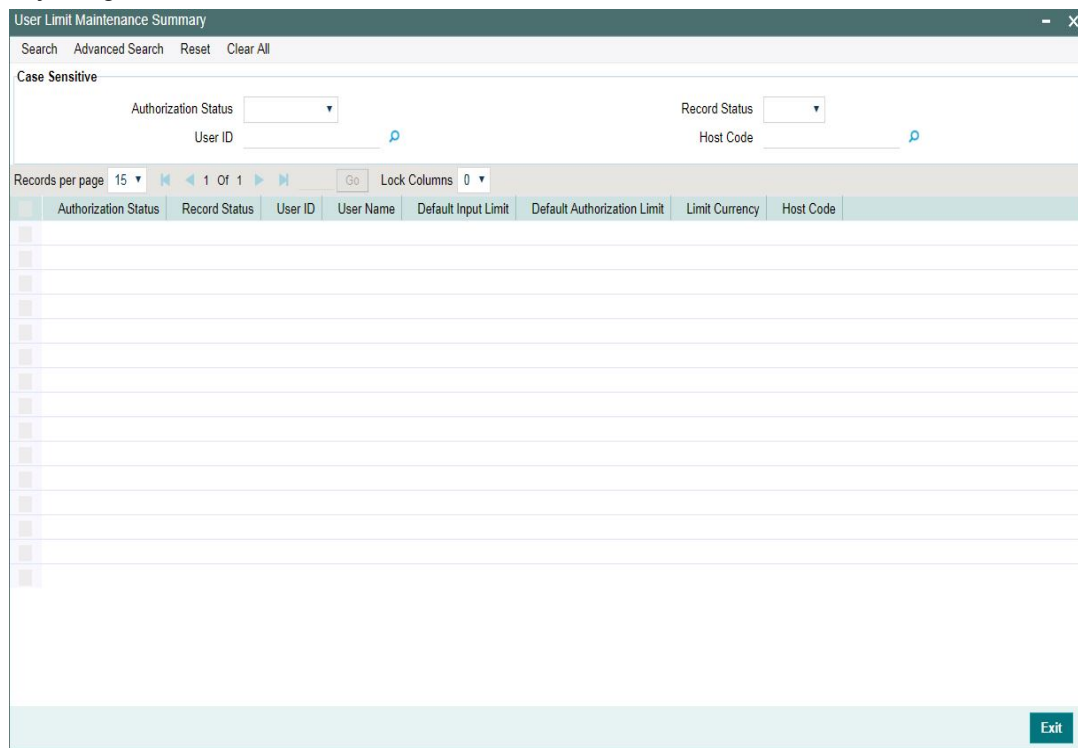 User Limit Maintenance Summary
Search Advanced Search Reset Clear All
Case Sensitive
Authorization Status Record Status
User ID Host Code
Records per page 15 1 Of 1 Go Lock Columns 0
Authorization Status Record Status User ID User Name Default Input Limit Default Authorization Limit Limit Currency Host Code
Exit